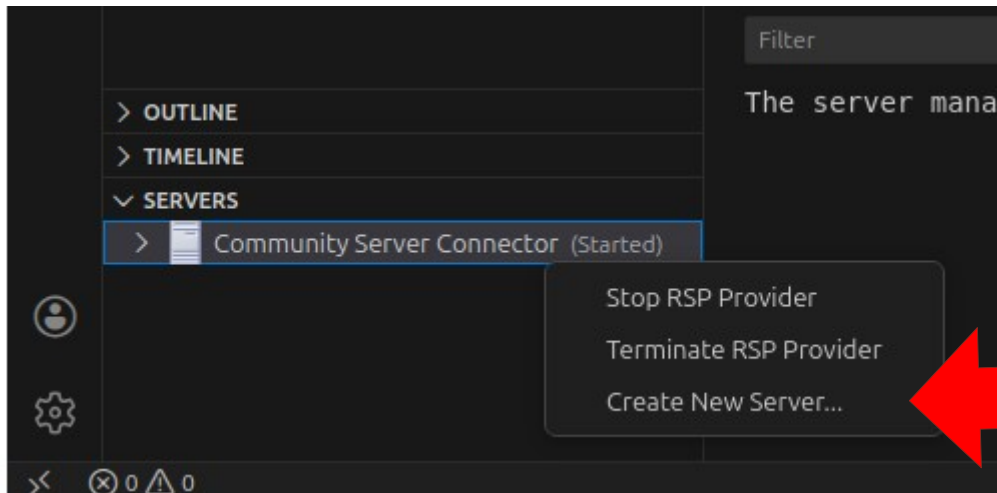 Filter
The server mana
OUTLINE
TIMELINE
SERVERS
Community Server Connector (Started)
Stop RSP Provider
Terminate RSP Provider
Create New Server...
0 0